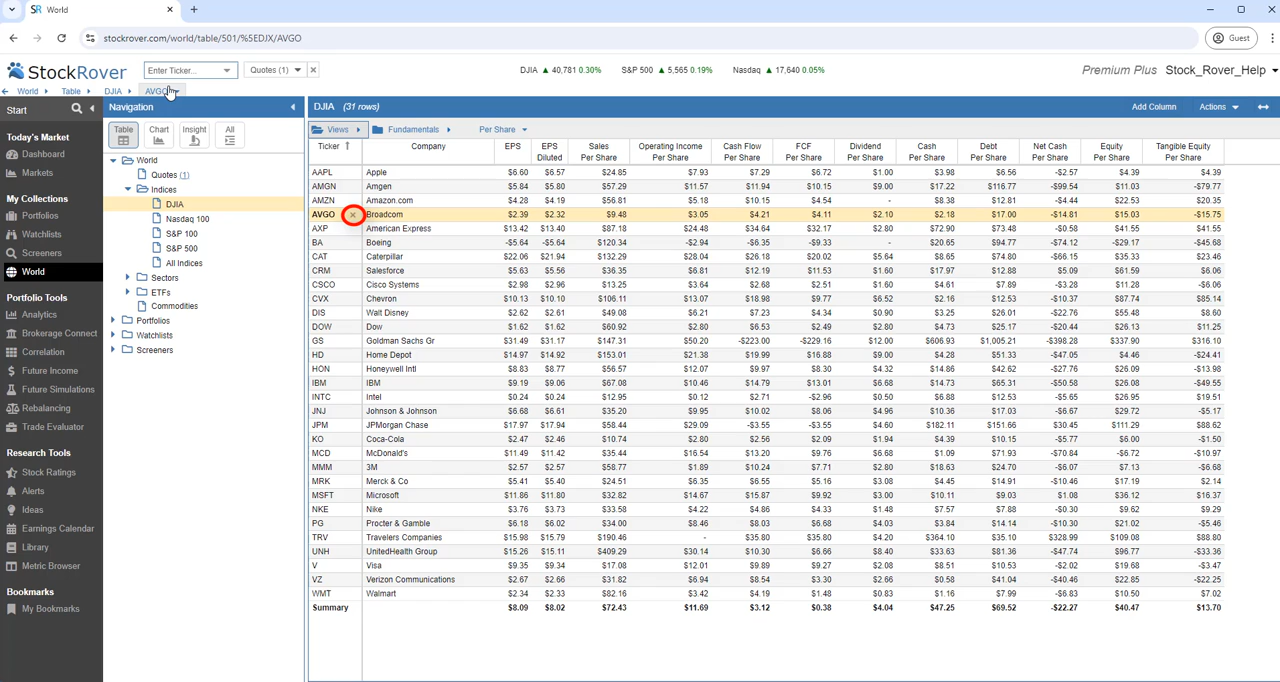 World
stockrover.com/world/table/501/%5EDJX/AVGO
Guest
StockRover
Enter Ticker...
Quotes (1)
DJIA ▲ 40,781 0.30% S&P 500 ▲ 5,565 0.19% Nasdaq ▲ 17,640 0.05%
Premium Plus Stock_Rover_Help
World Table DJIA AVGO
Start
Navigation
DJIA (31 rows)
Add Column Actions
Today's Market
Dashboard
Markets
My Collections
Portfolios
Watchlists
Screeners
World
Portfolio Tools
Analytics
Brokerage Connect
Correlation
Future Income
Future Simulations
Rebalancing
Trade Evaluator
Research Tools
Stock Ratings
Alerts
Ideas
Earnings Calendar
Library
Metric Browser
Bookmarks
My Bookmarks
Table Chart Insight All
World
Quotes (1)
Indices
DJIA
Nasdaq 100
S&P 100
S&P 500
All Indices
Sectors
ETFs
Commodities
Portfolios
Watchlists
Screeners
Views Fundamentals Per Share
Ticker Company EPS EPS Diluted Sales Per Share Operating Income Per Share Cash Flow Per Share FCF Per Share Dividend Per Share Cash Per Share Debt Per Share Net Cash Per Share Equity Per Share Tangible Equity Per Share
AAPL Apple $6.60 $6.57 $24.85 $7.93 $7.29 $6.72 $1.00 $3.98 $6.56 -$2.57 $4.39 $4.39
AMGN Amgen $5.84 $5.80 $57.29 $11.57 $11.94 $10.15 $9.00 $17.22 $116.77 -$99.54 $11.03 -$79.77
AMZN Amazon.com $4.28 $4.19 $56.81 $5.18 $10.15 $4.54 - $8.38 $12.81 -$4.44 $22.53 $20.35
AVGO Broadcom $2.39 $2.32 $9.48 $3.05 $4.21 $4.11 $2.10 $2.18 $17.00 -$14.81 $15.03 -$15.75
AXP American Express $13.42 $13.40 $87.18 $24.48 $34.64 $32.17 $2.80 $72.90 $73.48 -$0.58 $41.55 $41.55
BA Boeing -$5.64 -$5.64 $120.34 -$2.94 -$6.35 -$9.33 - $20.65 $94.77 -$74.12 -$29.17 -$45.68
CAT Caterpillar $22.06 $21.94 $132.29 $28.04 $26.18 $20.02 $5.64 $8.65 $74.80 -$66.15 $35.33 $23.46
CRM Salesforce $5.63 $5.56 $36.35 $6.81 $12.19 $11.53 $1.60 $17.97 $12.88 $5.09 $61.59 $6.06
CSCO Cisco Systems $2.98 $2.96 $13.25 $3.64 $2.68 $2.51 $1.60 $4.61 $7.89 -$3.28 $11.28 -$6.06
CVX Chevron $10.13 $10.10 $106.11 $13.07 $18.98 $9.77 $6.52 $2.16 $12.53 -$10.37 $87.74 $85.14
DIS Walt Disney $2.62 $2.61 $49.08 $6.21 $7.23 $4.34 $0.90 $3.25 $26.01 -$22.76 $55.48 $8.60
DOW Dow $1.62 $1.62 $60.92 $2.80 $6.53 $2.49 $2.80 $4.73 $25.17 -$20.44 $26.13 $11.25
GS Goldman Sachs Gr $31.49 $31.17 $147.31 $50.20 -$223.00 -$229.15 $12.00 $606.93 $1,005.21 -$398.28 $337.90 $316.10
HD Home Depot $14.97 $14.92 $153.01 $21.38 $19.99 $16.88 $9.00 $4.28 $51.33 -$47.05 $4.46 -$24.41
HON Honeywell Intl $8.83 $8.77 $56.57 $12.07 $9.97 $8.30 $4.32 $14.86 $42.62 -$27.76 $26.09 -$13.98
IBM IBM $9.19 $9.06 $67.08 $10.46 $14.79 $13.01 $6.68 $14.73 $65.31 -$50.58 $26.08 -$49.55
INTC Intel $0.24 $0.24 $12.95 $0.12 $2.71 -$2.96 $0.50 $6.88 $12.53 -$5.65 $26.95 $19.51
JNJ Johnson & Johnson $6.68 $6.61 $35.20 $9.95 $10.02 $8.06 $4.96 $10.36 $17.03 -$6.67 $29.72 -$5.17
JPM JPMorgan Chase $17.97 $17.94 $58.44 $29.09 -$3.55 -$3.55 $4.60 $182.11 $151.66 $30.45 $111.29 $88.62
KO Coca-Cola $2.47 $2.46 $10.74 $2.80 $2.56 $2.09 $1.94 $4.39 $10.15 -$5.77 $6.00 -$1.50
MCD McDonald's $11.49 $11.42 $35.44 $16.54 $13.20 $9.76 $6.68 $1.09 $71.93 -$70.84 -$6.72 -$10.97
MMM 3M $2.57 $2.57 $58.77 $1.89 $10.24 $7.71 $2.80 $18.63 $24.70 -$6.07 $7.13 -$6.68
MRK Merck & Co $5.41 $5.40 $24.51 $6.35 $6.55 $5.16 $3.08 $4.45 $14.91 -$10.46 $17.19 $2.14
MSFT Microsoft $11.86 $11.80 $32.82 $14.67 $15.87 $9.92 $3.00 $10.11 $9.03 $1.08 $36.12 $16.37
NKE Nike $3.76 $3.73 $33.58 $4.22 $4.86 $4.33 $1.48 $7.57 $7.88 -$0.30 $9.62 $9.29
PG Procter & Gamble $6.18 $6.02 $34.00 $8.46 $8.03 $6.68 $4.03 $3.84 $14.14 -$10.30 $21.02 -$5.46
TRV Travelers Companies $15.98 $15.79 $190.46 - $35.80 $35.80 $4.20 $364.10 $35.10 $328.99 $109.08 $88.80
UNH UnitedHealth Group $15.26 $15.11 $409.29 $30.14 $10.30 $6.66 $8.40 $33.63 $81.36 -$47.74 $96.77 -$33.36
V Visa $9.35 $9.34 $17.08 $12.01 $9.89 $9.27 $2.08 $8.51 $10.53 -$2.02 $19.68 -$3.47
VZ Verizon Communications $2.67 $2.66 $31.82 $6.94 $8.54 $3.30 $2.66 $0.58 $41.04 -$40.46 $22.85 -$22.25
WMT Walmart $2.34 $2.33 $82.16 $3.42 $4.19 $1.48 $0.83 $1.16 $7.99 -$6.83 $10.50 $7.02
Summary $8.09 $8.02 $72.43 $11.69 $3.12 $0.38 $4.04 $47.25 $69.52 -$22.27 $40.47 $13.70